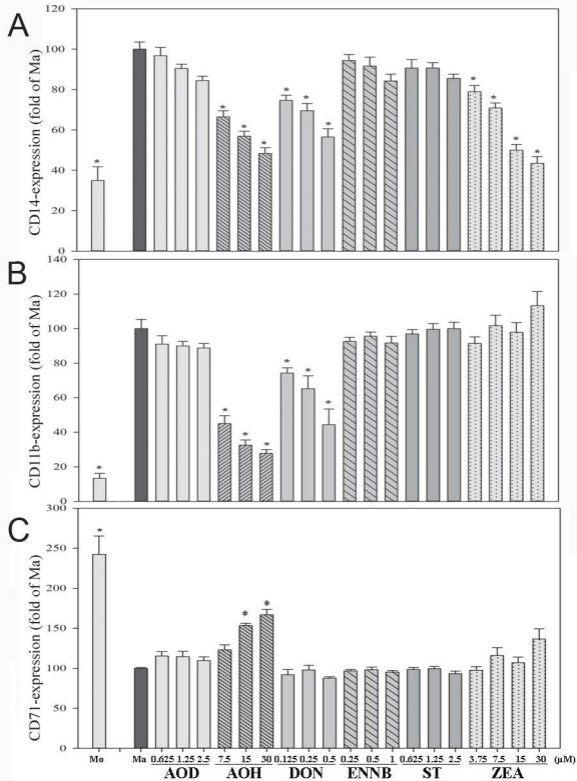 A
CD14-expression (fold of Ma)
120
100
80
60
40
20
0
*
* * *
* * *
* * * *
B
CD11b-expression (fold of Ma)
140
120
100
80
60
40
20
0
*
* * *
* * *
C
CD71-expression (fold of Ma)
300
250
200
150
100
50
0
*
* *
Mo Ma 0.625 1.25 2.5 7.5 15 30 0.125 0.25 0.5 0.25 0.5 1 0.625 1.25 2.5 3.75 7.5 15 30 (μM)
AOD AOH DON ENNB ST ZEA